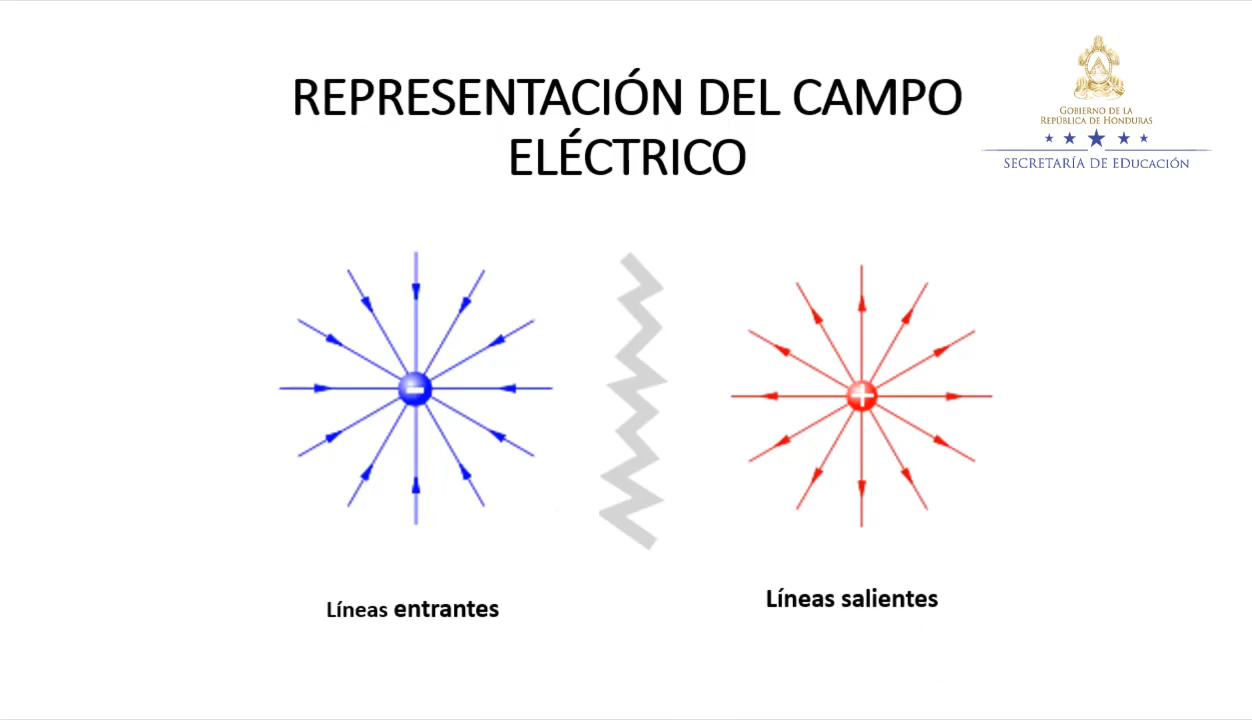 REPRESENTACIÓN DEL CAMPO
ELÉCTRICO
GOBIERNO DE LA
REPÚBLICA DE HONDURAS
SECRETARÍA DE EDUCACIÓN
-
+
Líneas entrantes
Líneas salientes